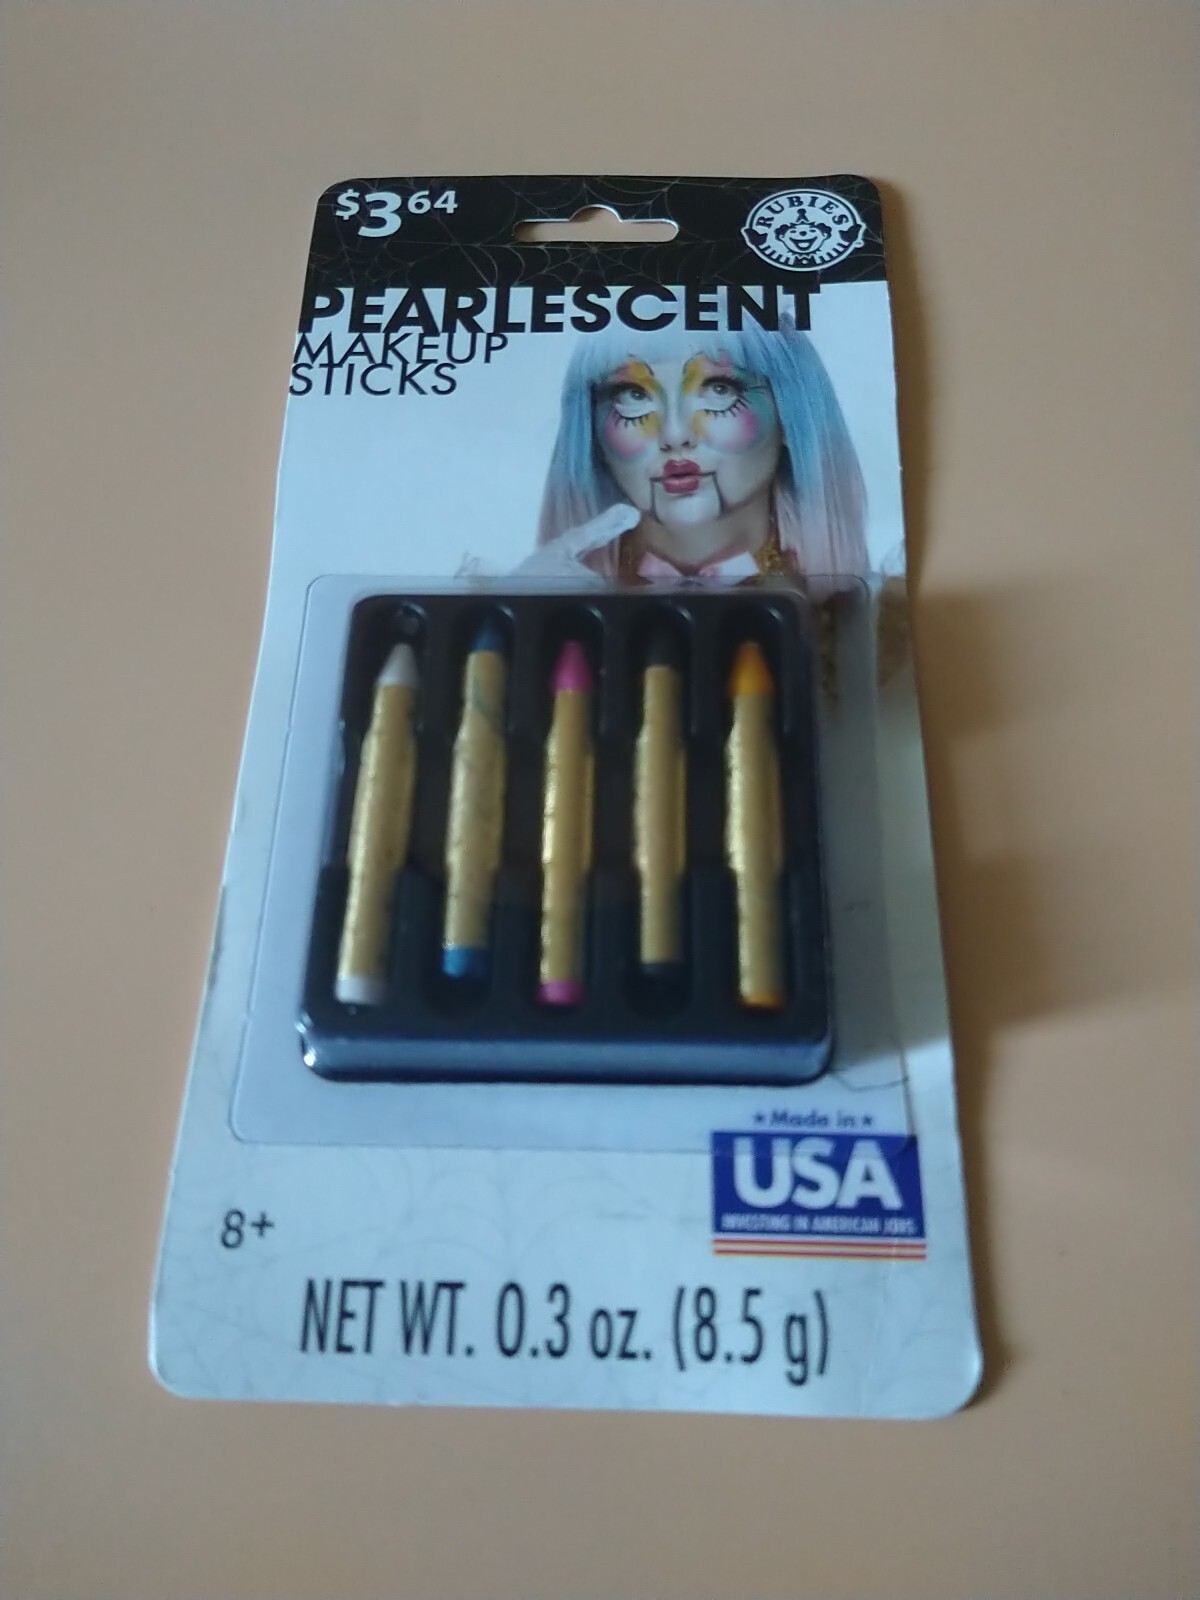 $3 64
RUBIES
PEARLESCENT
MAKEUP
STICKS
★Made in★
USA
INVESTING IN AMERICAN JOBS
8+
NET WT. 0.3 oz. (8.5 g)